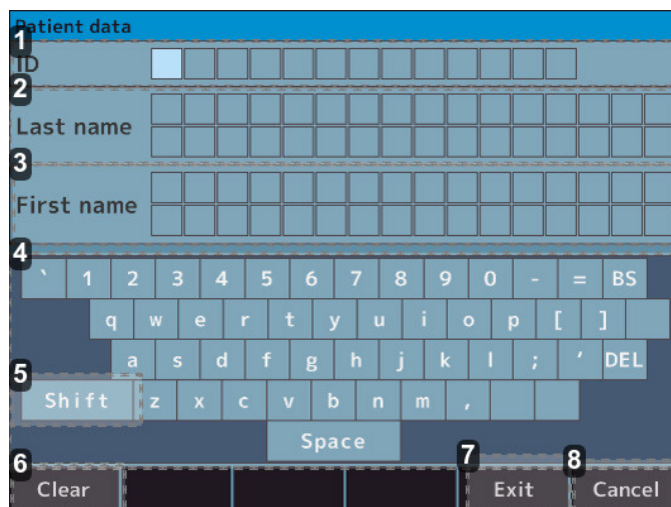 Patient data
1
ID
2
Last name
3
First name
4
` 1 2 3 4 5 6 7 8 9 0 - = BS
q w e r t y u i o p [ ]
a s d f g h j k l ; ' DEL
5
Shift z x c v b n m ,
Space
6 7 8
Clear Exit Cancel